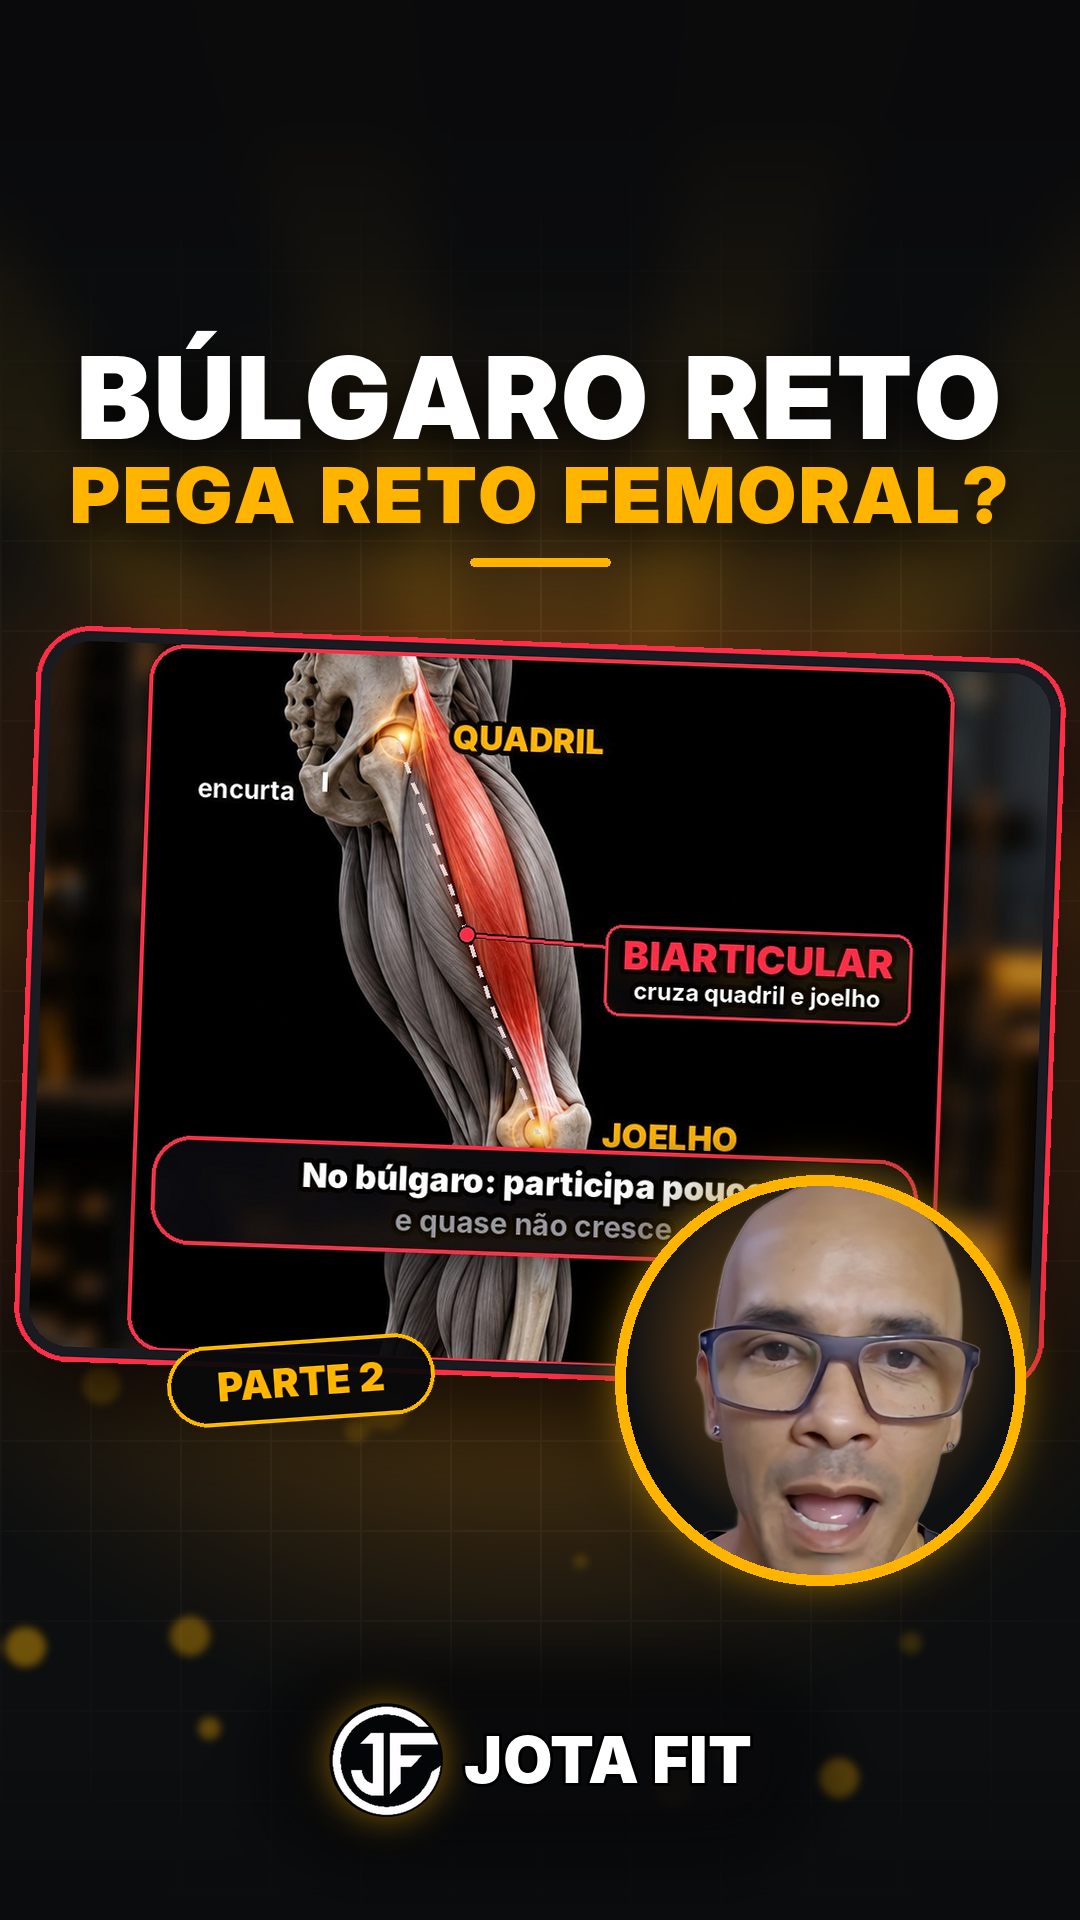 BÚLGARO RETO
PEGA RETO FEMORAL?
QUADRIL
encurta
BIARTICULAR
cruza quadril e joelho
JOELHO
No búlgaro: participa
e quase não cresce
PARTE 2
JF
JOTA FIT